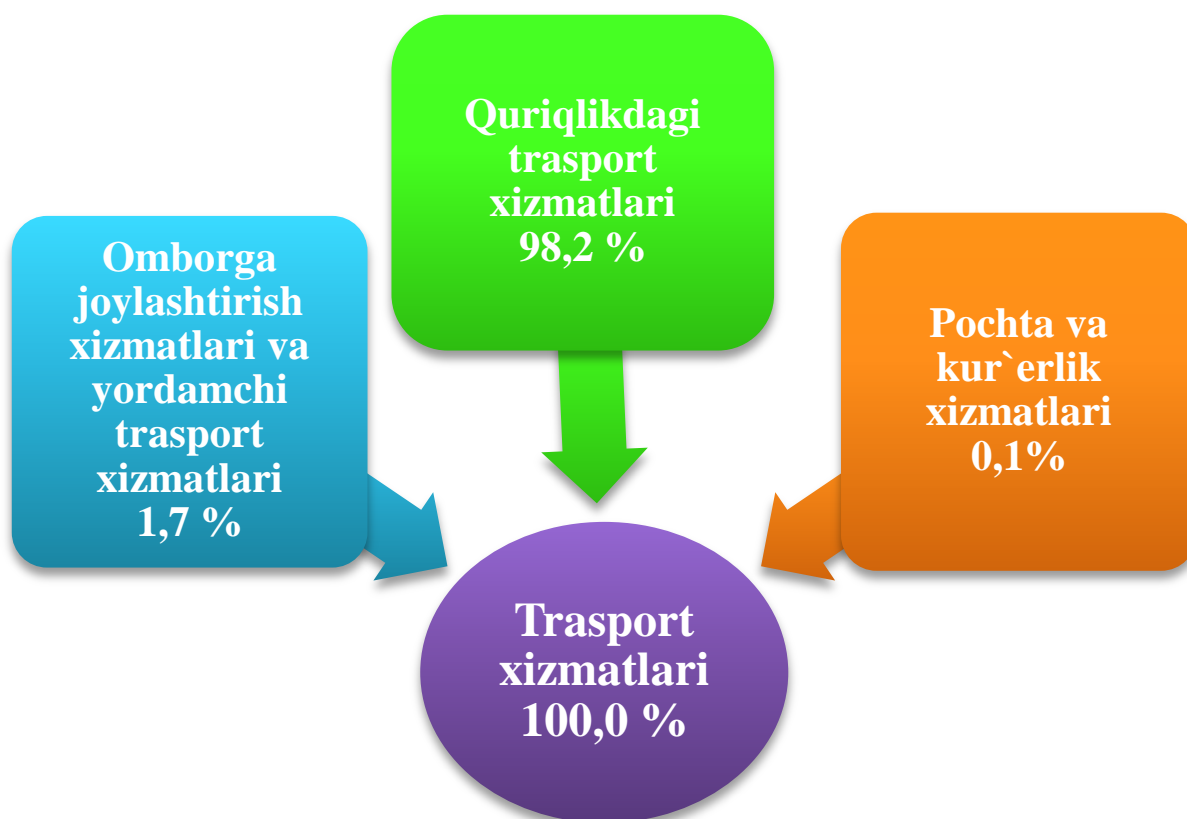 Quriqlikdagi
trasport
xizmatlari
98,2 %
Omborga
joylashtirish
xizmatlari va
yordamchi
trasport
xizmatlari
1,7 %
Pochta va
kur`erlik
xizmatlari
0,1%
Trasport
xizmatlari
100,0 %